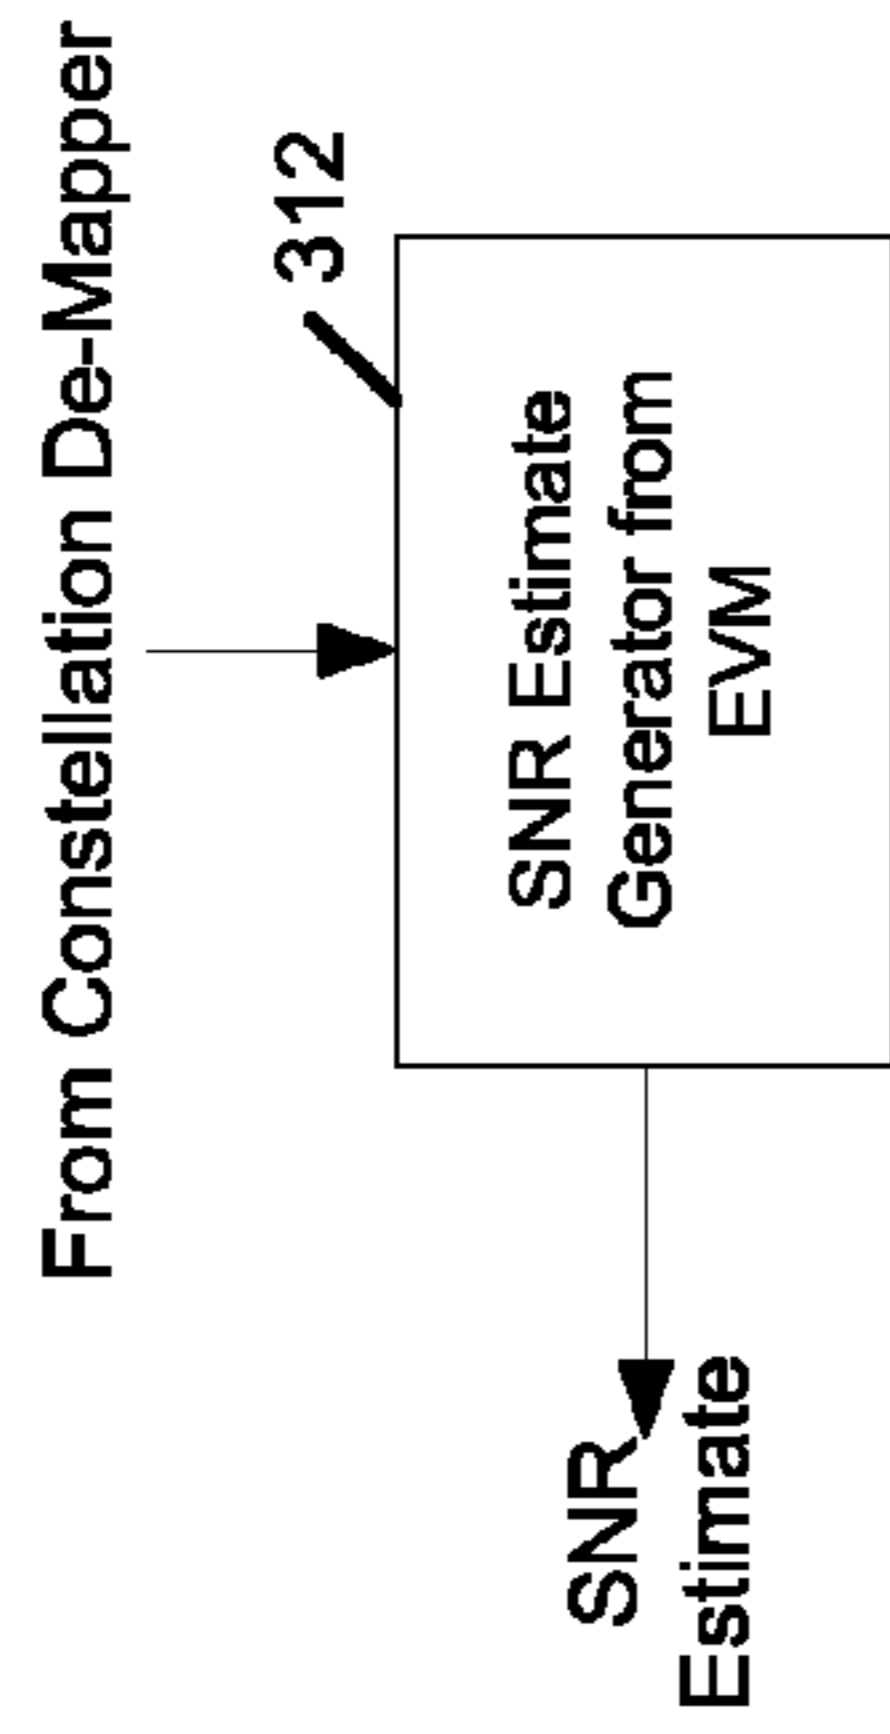 From Constellation De-Mapper
312
SNR Estimate
Generator from
EVM
SNR
Estimate